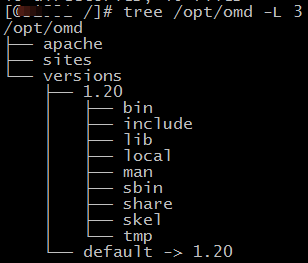 [@ /]# tree /opt/omd -L 3
/opt/omd
├── apache
├── sites
└── versions
    ├── 1.20
    │   ├── bin
    │   ├── include
    │   ├── lib
    │   ├── local
    │   ├── man
    │   ├── sbin
    │   ├── share
    │   ├── skel
    │   └── tmp
    └── default -> 1.20